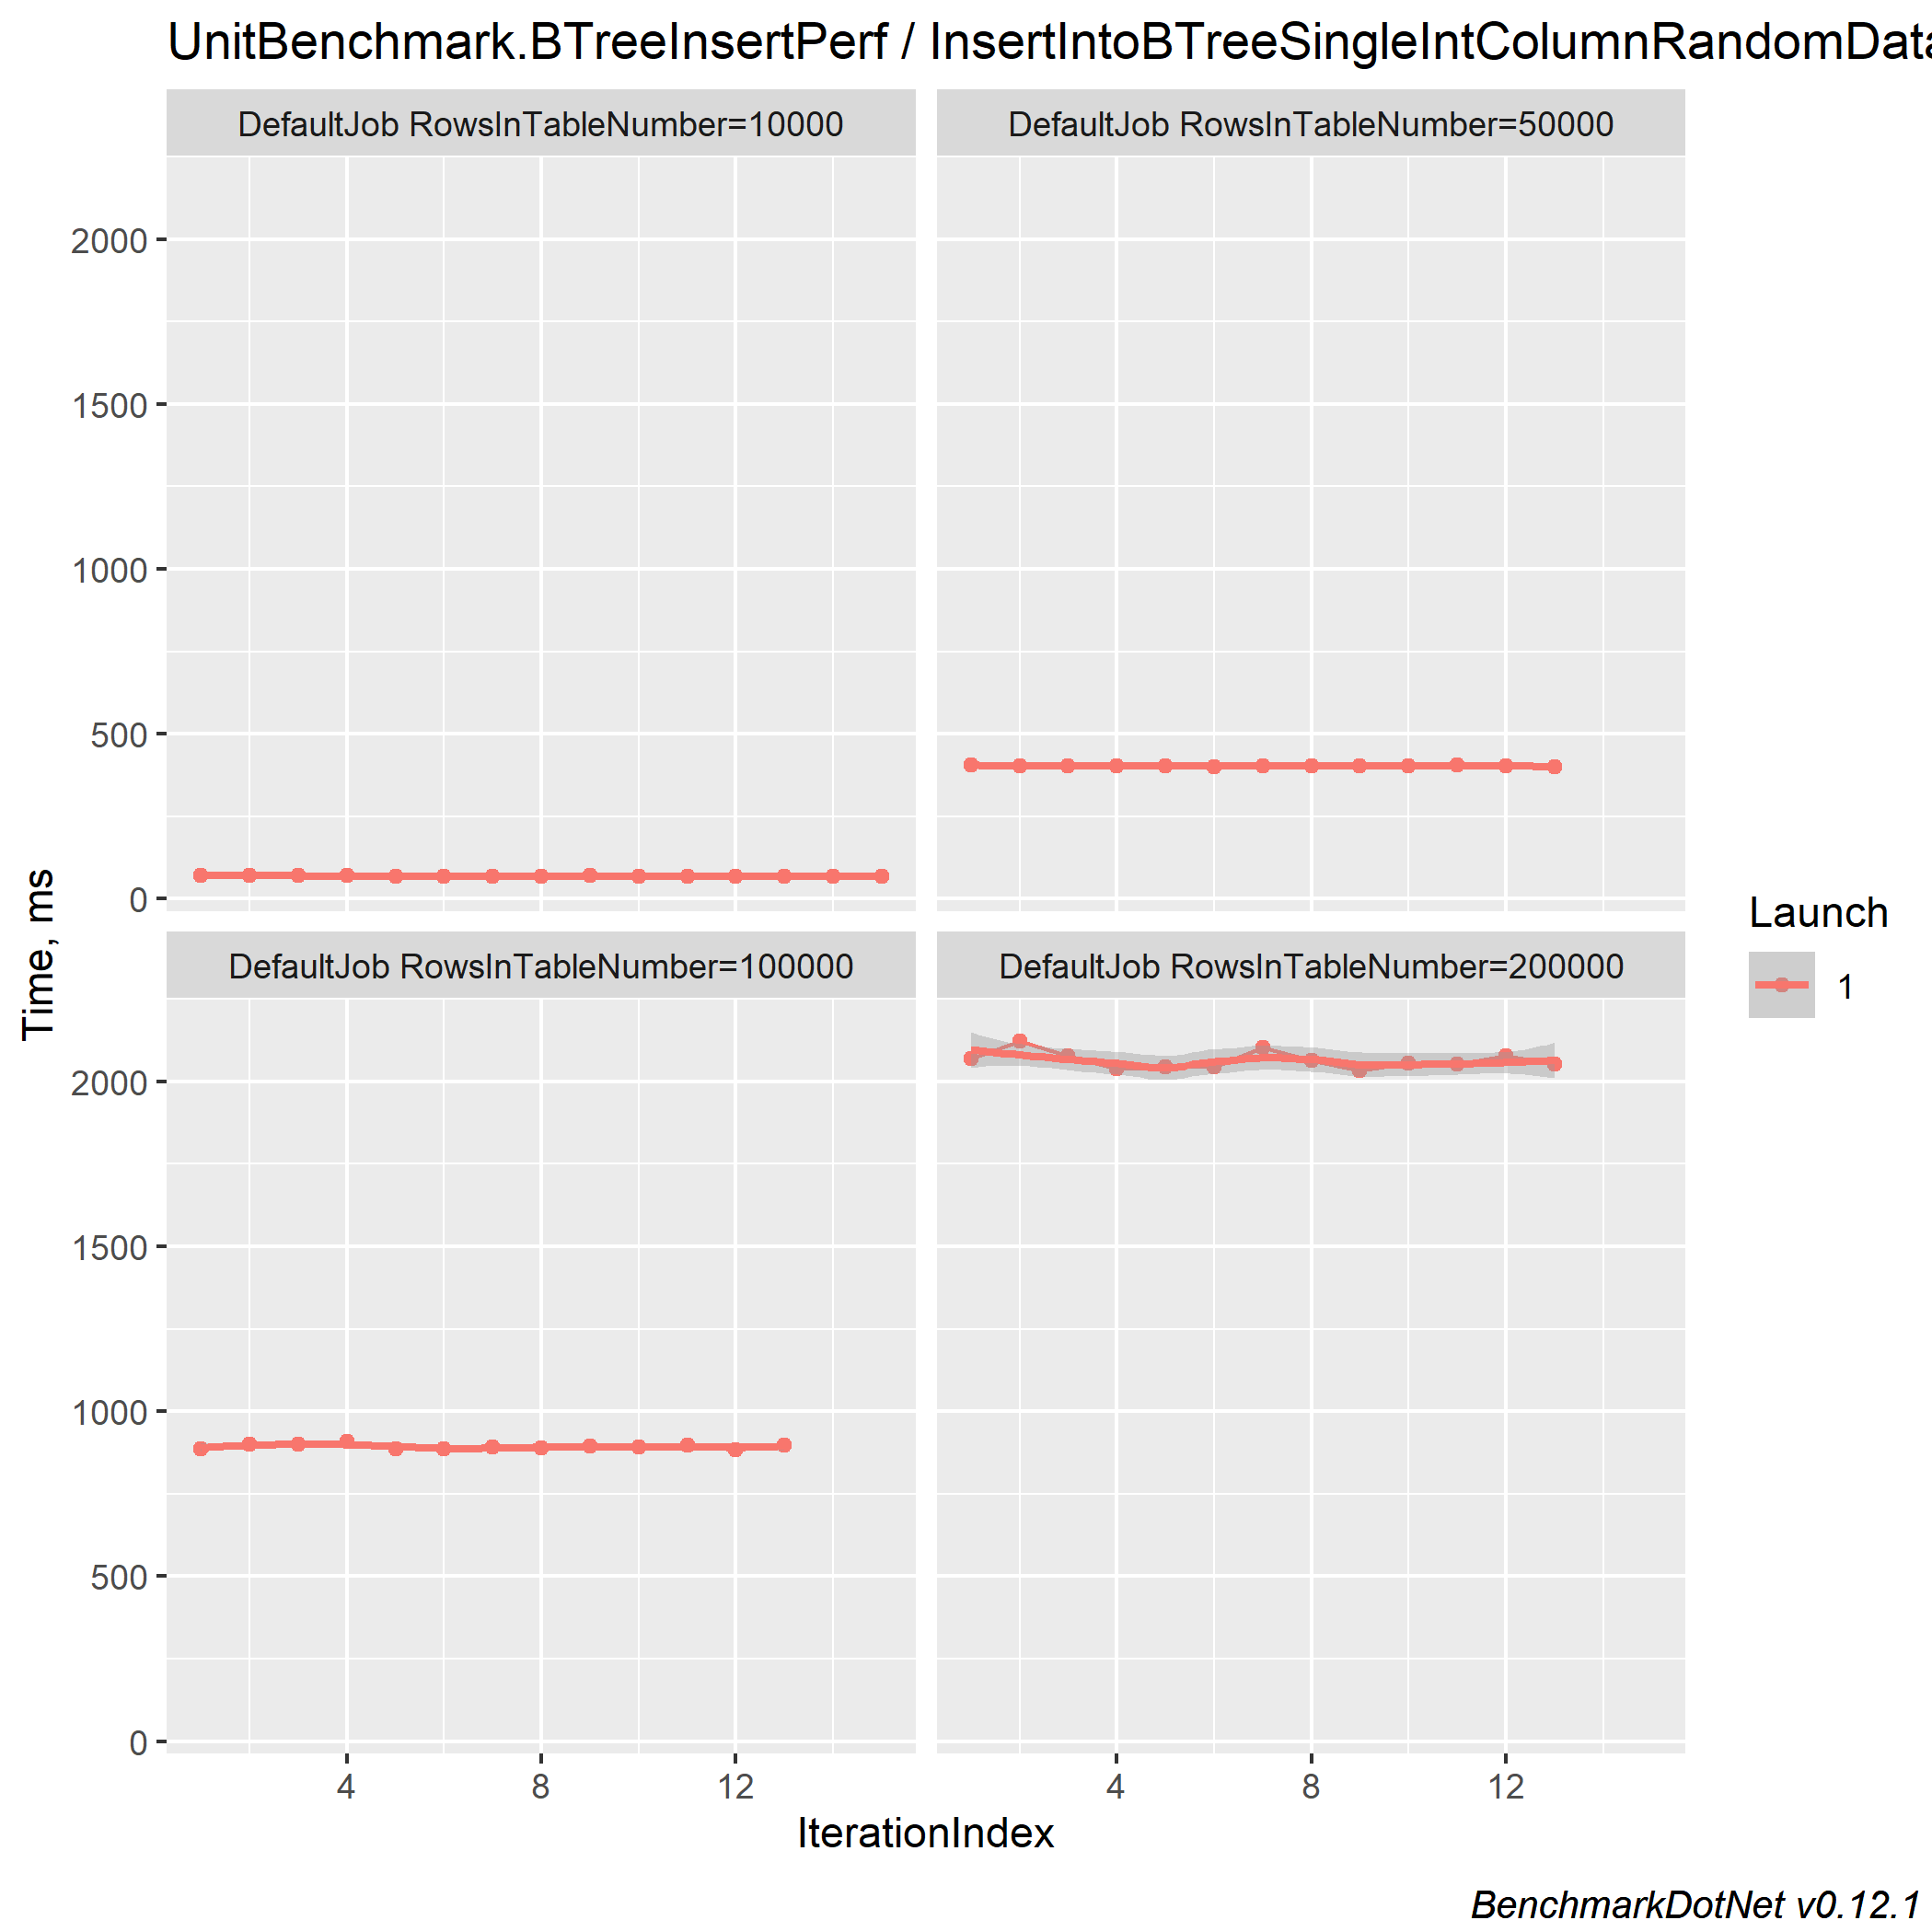 UnitBenchmark.BTreeInsertPerf / InsertIntoBTreeSingleIntColumnRandomData
DefaultJob RowsInTableNumber=10000
DefaultJob RowsInTableNumber=50000
2000
1500
1000
500
0
DefaultJob RowsInTableNumber=100000
DefaultJob RowsInTableNumber=200000
2000
1500
1000
500
0
4
8
12
4
8
12
Time, ms
IterationIndex
Launch
1
BenchmarkDotNet v0.12.1